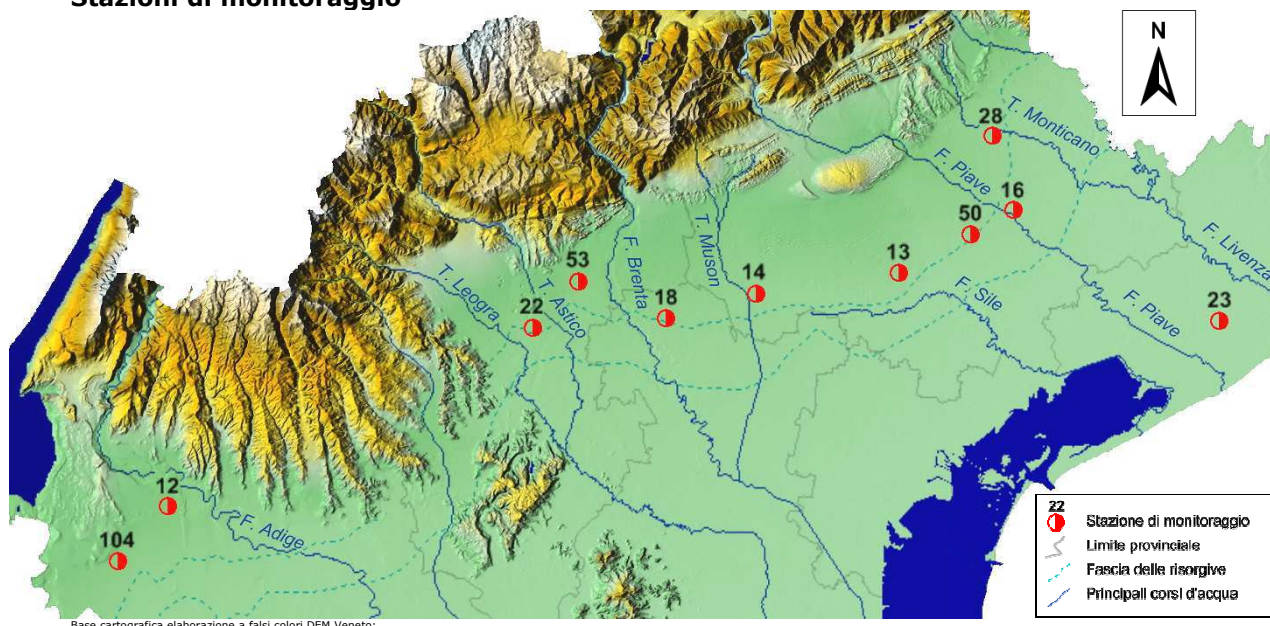 Stazioni di monitoraggio
N
28
T. Monticano
F. Piave
16
50
F. Livenza
53
F. Brenta
T. Muson
13
14
T. Leogra
T. Astico
F. Sile
22
18
F. Piave
23
12
F. Adige
104
22
Stazione di monitoraggio
Limite provinciale
Fascia delle risorgive
Principali corsi d'acqua
Base cartografica elaborazione a falsi colori DEM Veneto: